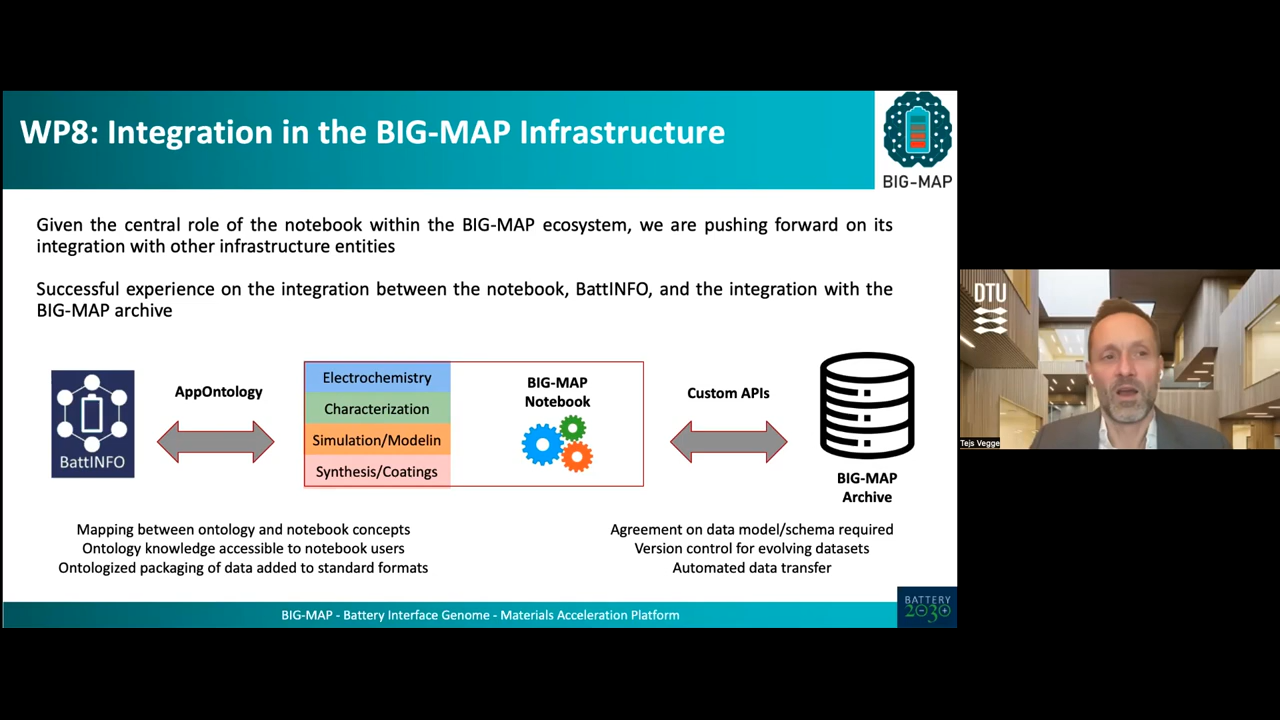 WP8: Integration in the BIG-MAP Infrastructure
BIG-MAP
Given the central role of the notebook within the BIG-MAP ecosystem, we are pushing forward on its
integration with other infrastructure entities
Successful experience on the integration between the notebook, BattINFO, and the integration with the
BIG-MAP archive
BattINFO
AppOntology
Electrochemistry
Characterization
Simulation/Modelin
Synthesis/Coatings
BIG-MAP
Notebook
Custom APIs
BIG-MAP
Archive
Mapping between ontology and notebook concepts
Ontology knowledge accessible to notebook users
Ontologized packaging of data added to standard formats
Agreement on data model/schema required
Version control for evolving datasets
Automated data transfer
BIG-MAP - Battery Interface Genome - Materials Acceleration Platform
BATTERY
2030
DTU
Tejs Vegge